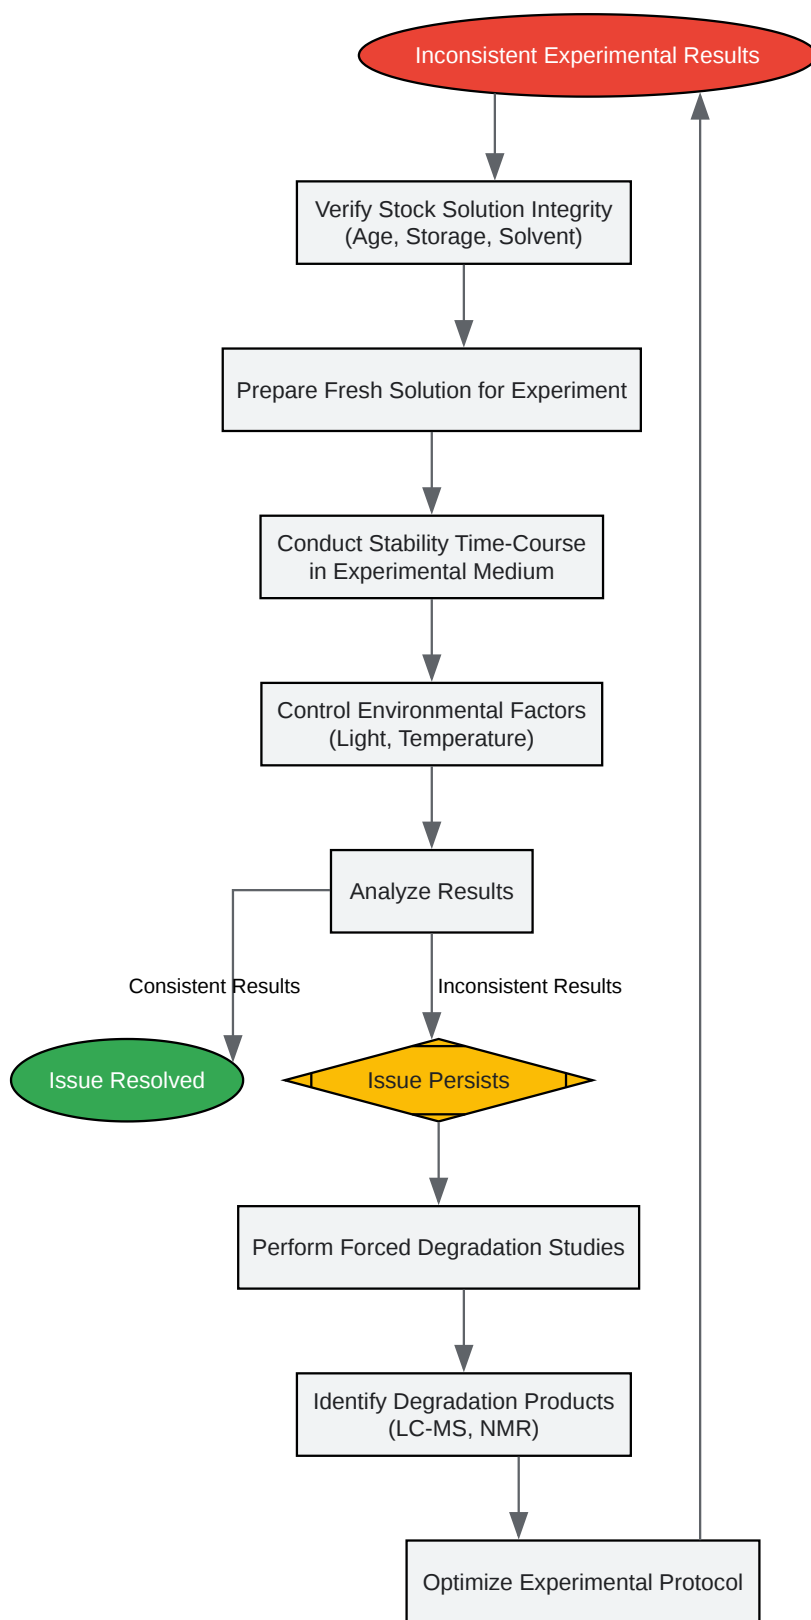 Inconsistent Experimental Results
Verify Stock Solution Integrity
(Age, Storage, Solvent)
Prepare Fresh Solution for Experiment
Conduct Stability Time-Course
in Experimental Medium
Control Environmental Factors
(Light, Temperature)
Analyze Results
Consistent Results
Inconsistent Results
Issue Resolved
Issue Persists
Perform Forced Degradation Studies
Identify Degradation Products
(LC-MS, NMR)
Optimize Experimental Protocol